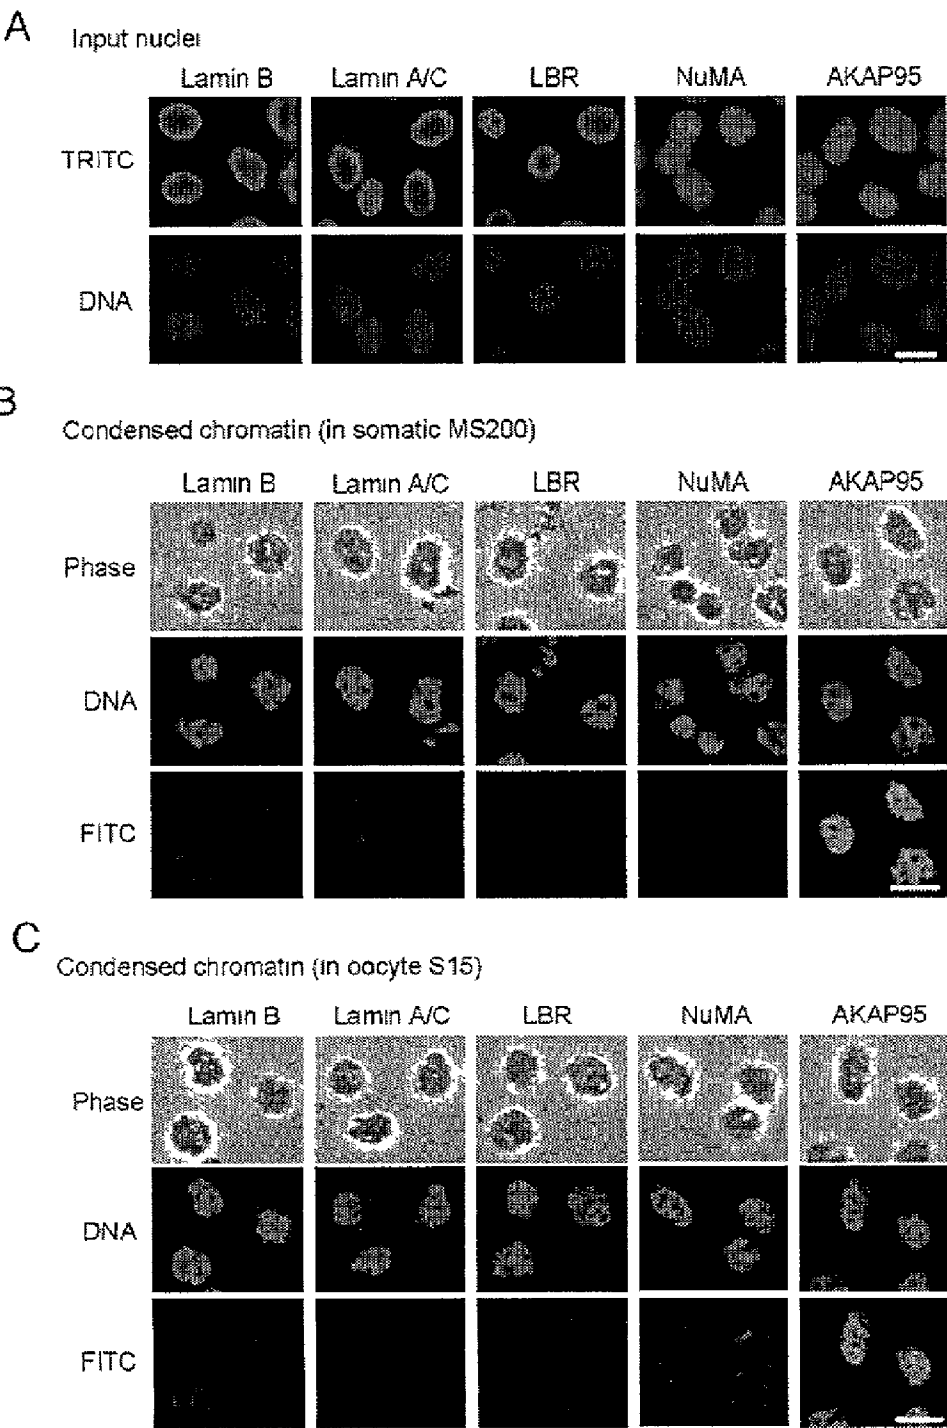 A
Input nuclei
Lamin B Lamin A/C LBR NuMA AKAP95
TRITC
DNA
B
Condensed chromatin (in somatic MS200)
Lamin B Lamin A/C LBR NuMA AKAP95
Phase
DNA
FITC
C
Condensed chromatin (in oocyte S15)
Lamin B Lamin A/C LBR NuMA AKAP95
Phase
DNA
FITC